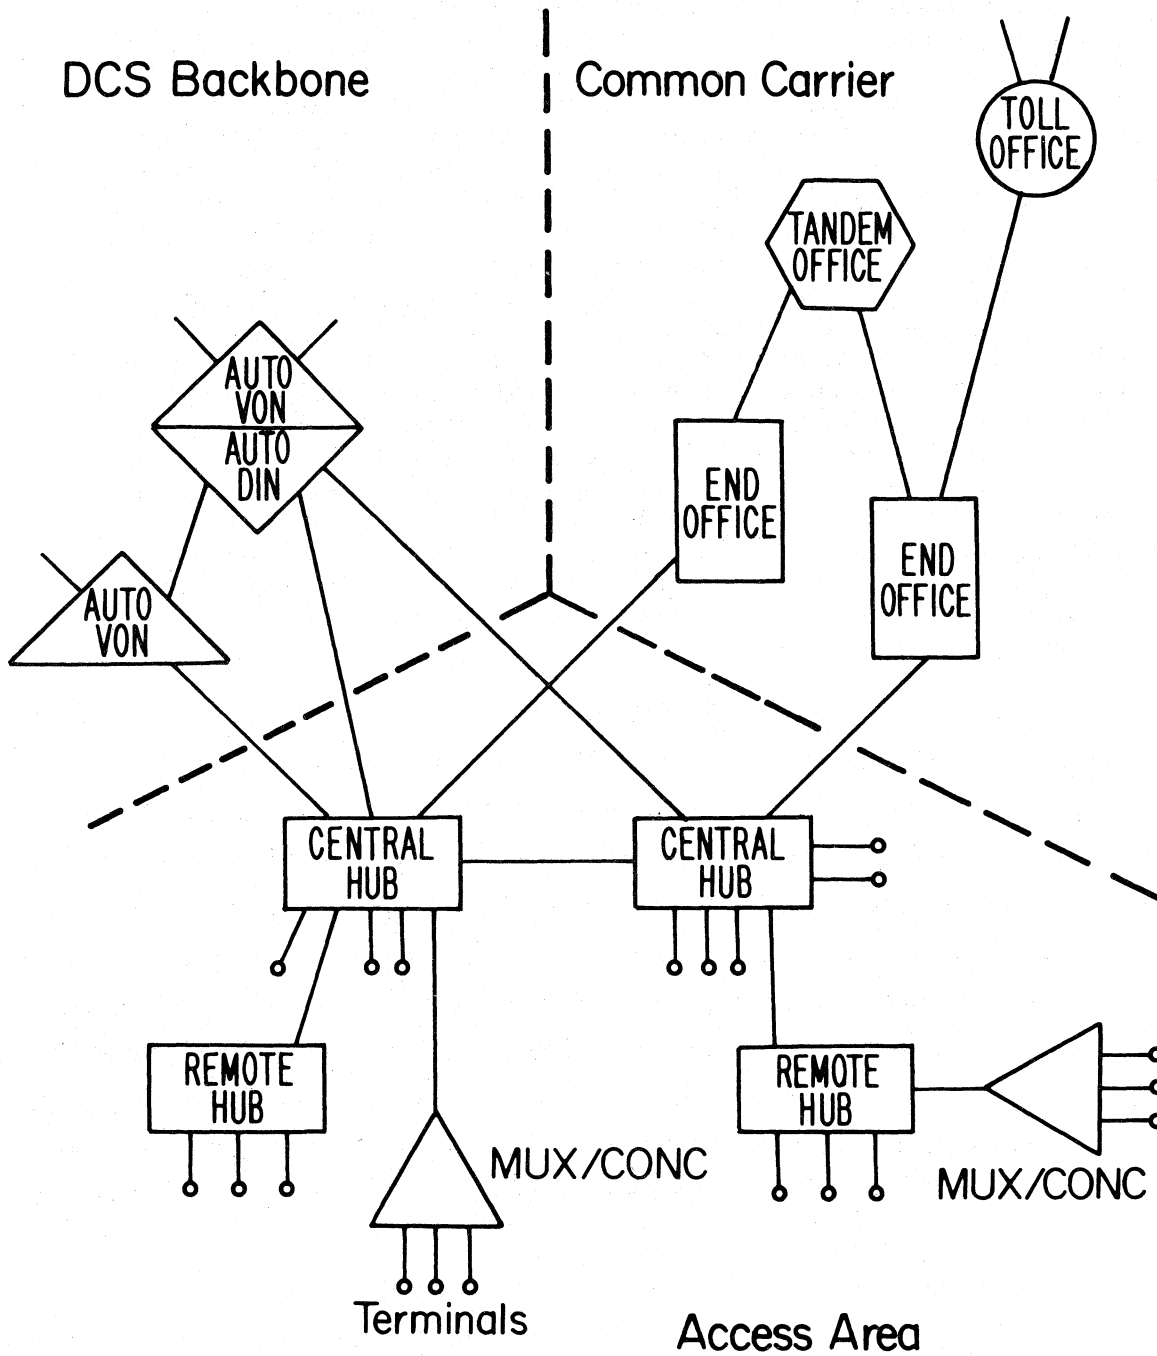 DCS Backbone
Common Carrier
TOLL
OFFICE
TANDEM
OFFICE
AUTO
VON
AUTO
DIN
END
OFFICE
END
OFFICE
AUTO
VON
CENTRAL
HUB
CENTRAL
HUB
REMOTE
HUB
REMOTE
HUB
MUX/CONC
MUX/CONC
Terminals
Access Area